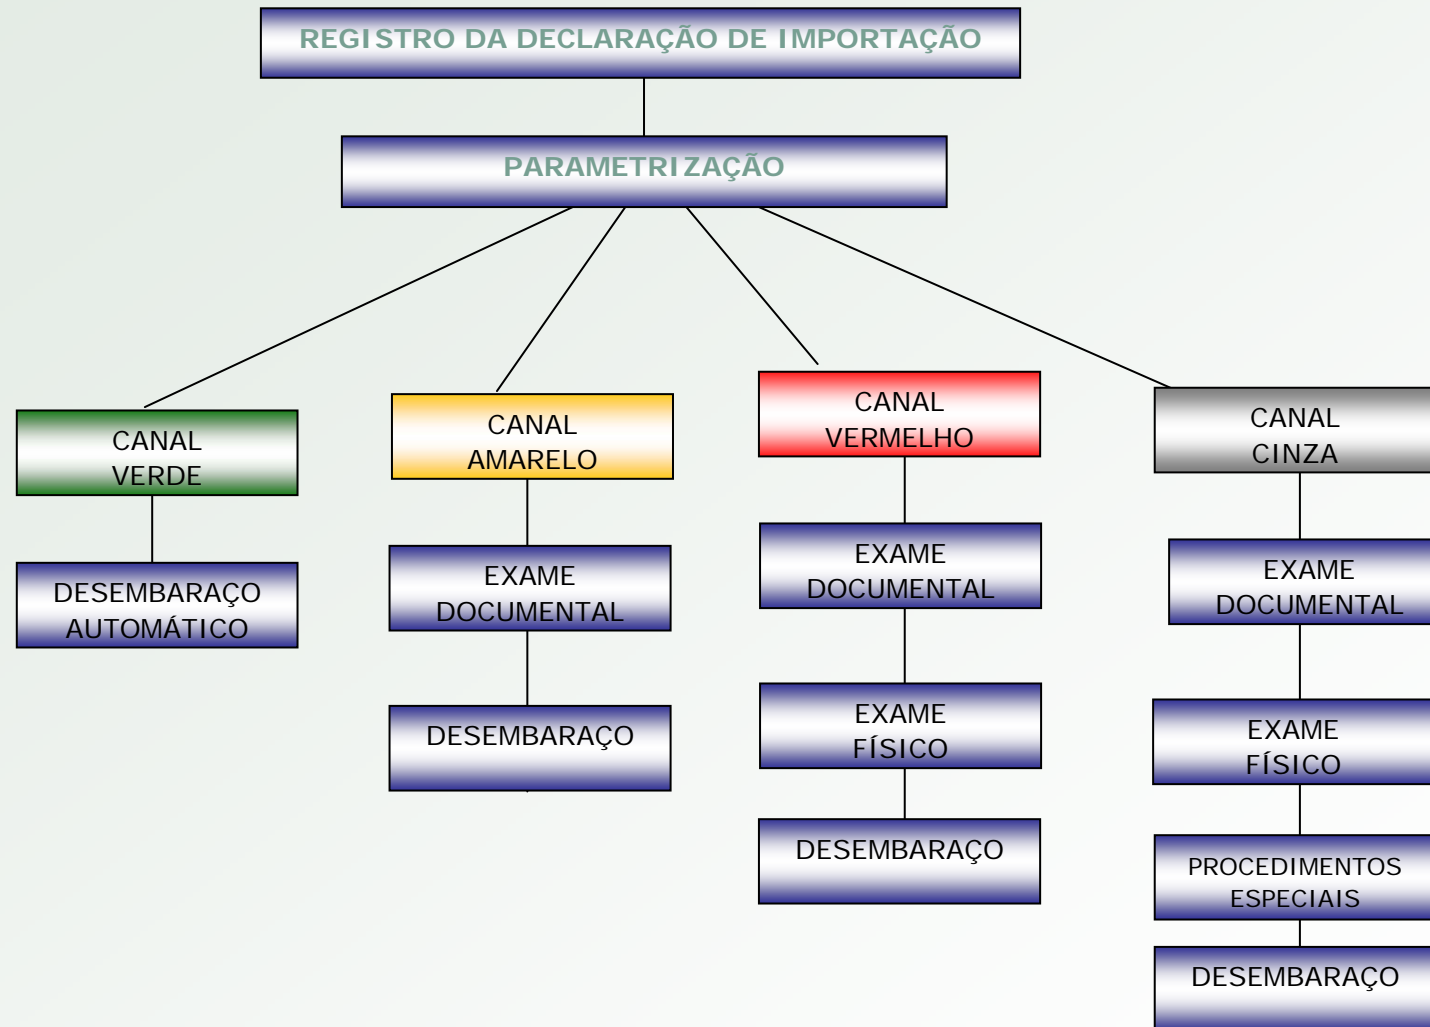 REGISTRO DA DECLARAÇÃO DE IMPORTAÇÃO
PARAMETRIZAÇÃO
CANAL
VERDE
DESEMBARAÇO
AUTOMÁTICO
CANAL
AMARELO
EXAME
DOCUMENTAL
DESEMBARAÇO
CANAL
VERMELHO
EXAME
DOCUMENTAL
EXAME
FÍSICO
DESEMBARAÇO
CANAL
CINZA
EXAME
DOCUMENTAL
EXAME
FÍSICO
PROCEDIMENTOS
ESPECIAIS
DESEMBARAÇO